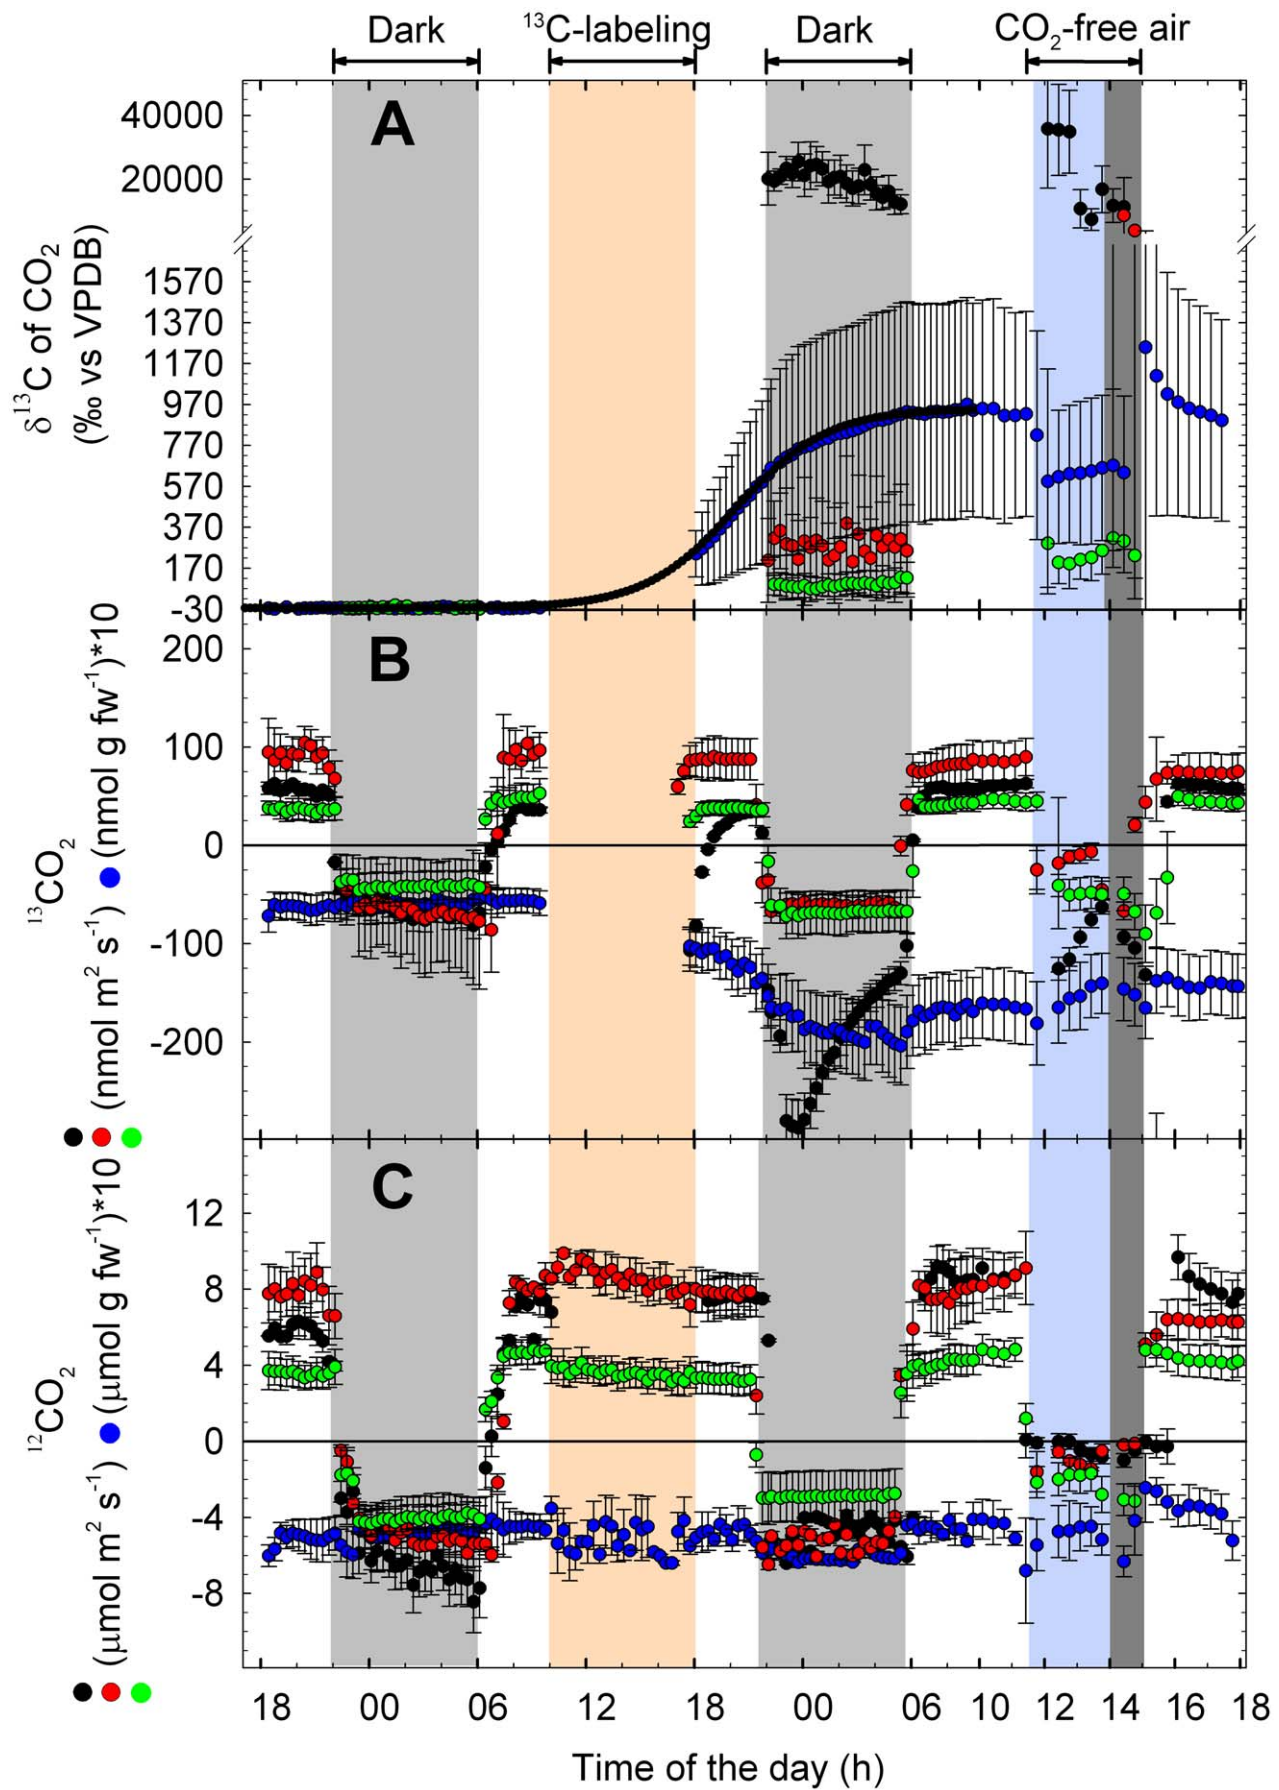 Dark
¹³C-labeling
Dark
CO₂-free air
A
40000
20000
1570
1370
1170
970
770
570
370
170
-30
δ¹³C of CO₂
(‰ vs VPDB)
B
200
100
0
-100
-200
¹³CO₂
(nmol m² s⁻¹) (nmol g fw⁻¹)*10
C
12
8
4
0
-4
-8
¹²CO₂
(μmol m² s⁻¹) (μmol g fw⁻¹)*10
18 00 06 12 18 00 06 10 12 14 16 18
Time of the day (h)